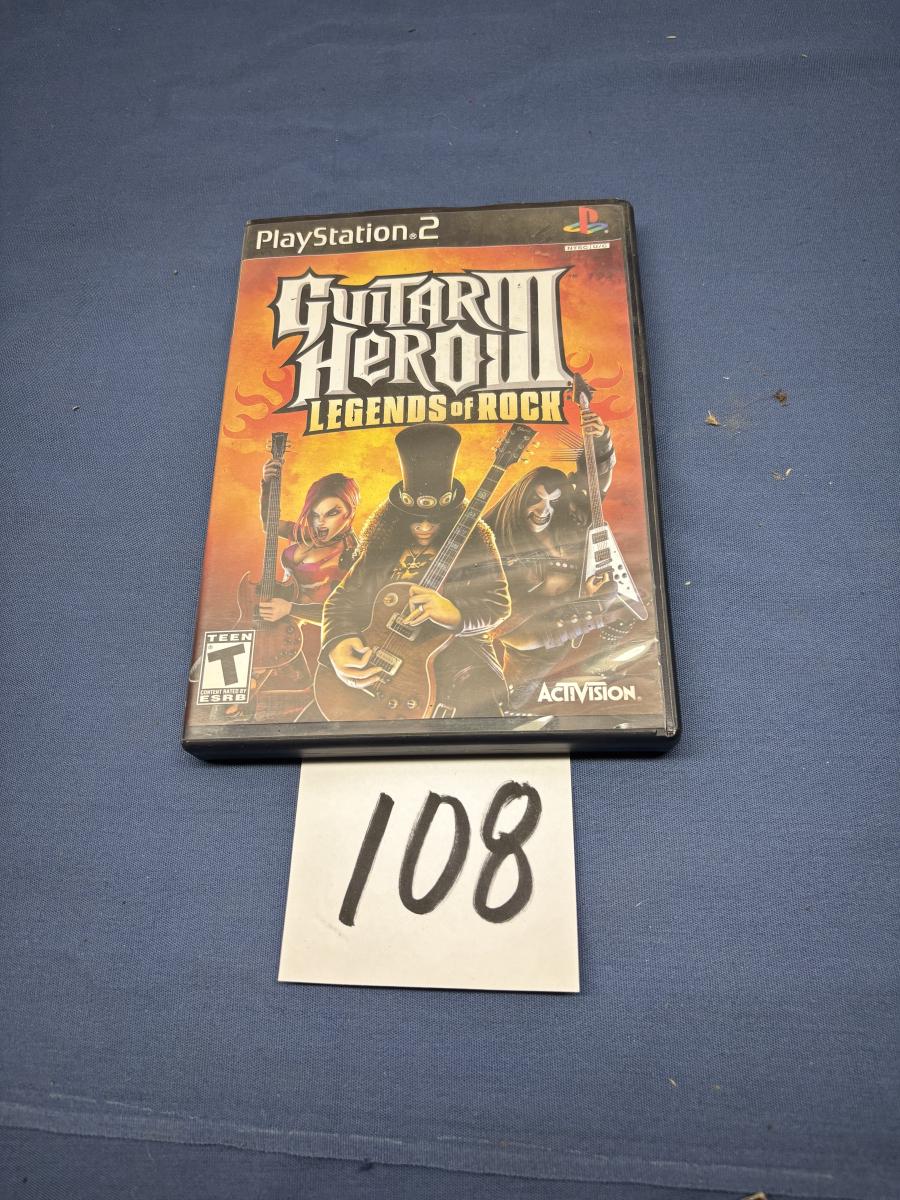 PlayStation®2
NTSC U/C
GUITAR
HERO III
LEGENDS of ROCK
TEEN
T
CONTENT RATED BY
ESRB
ACTIVISION
108